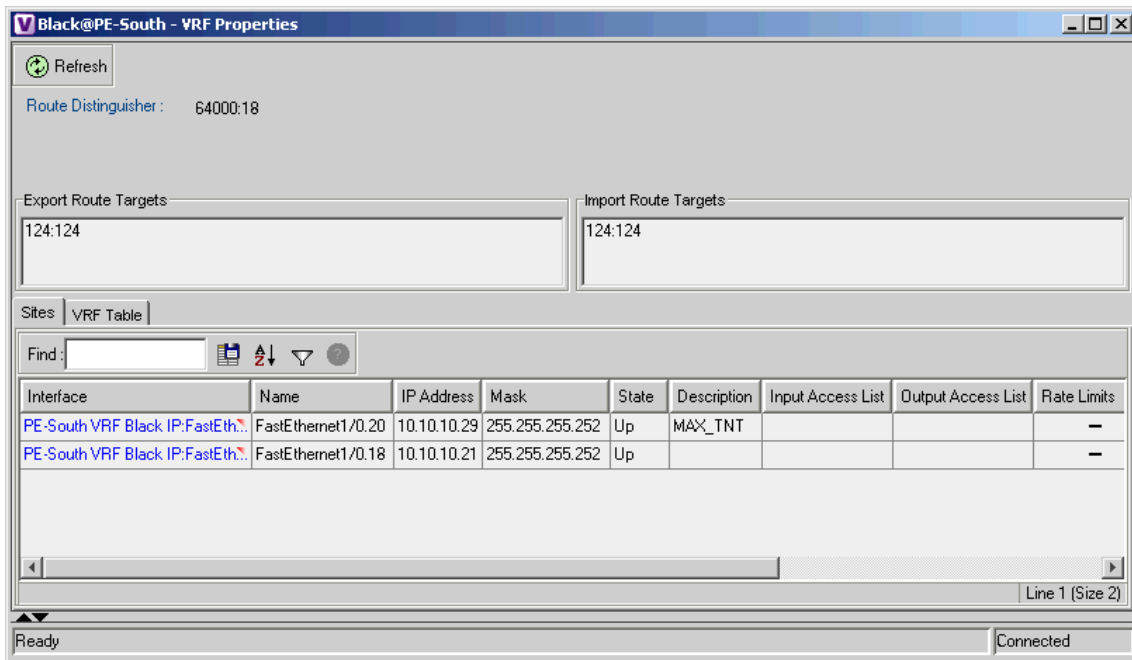 Black@PE-South - VRF Properties
Refresh
Route Distinguisher : 64000:18
Export Route Targets Import Route Targets
124:124 124:124
Sites VRF Table
Find :
Interface Name IP Address Mask State Description Input Access List Output Access List Rate Limits
PE-South VRF Black IP:FastEth... FastEthernet1/0.20 10.10.10.29 255.255.255.252 Up MAX_TNT –
PE-South VRF Black IP:FastEth... FastEthernet1/0.18 10.10.10.21 255.255.255.252 Up –
Line 1 (Size 2)
Ready Connected